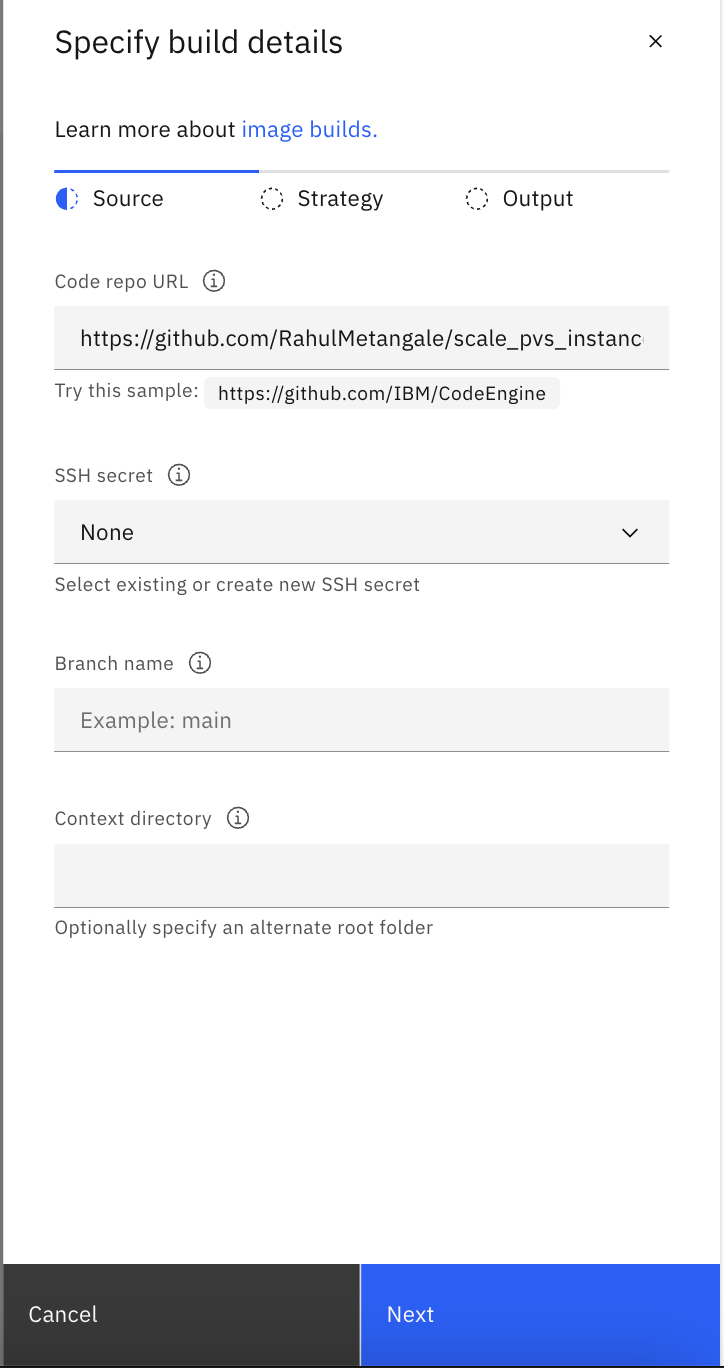 Specify build details
Learn more about image builds.
Source Strategy Output
Code repo URL
https://github.com/RahulMetangale/scale_pvs_instanc
Try this sample: https://github.com/IBM/CodeEngine
SSH secret
None
Select existing or create new SSH secret
Branch name
Example: main
Context directory
Optionally specify an alternate root folder
Cancel Next